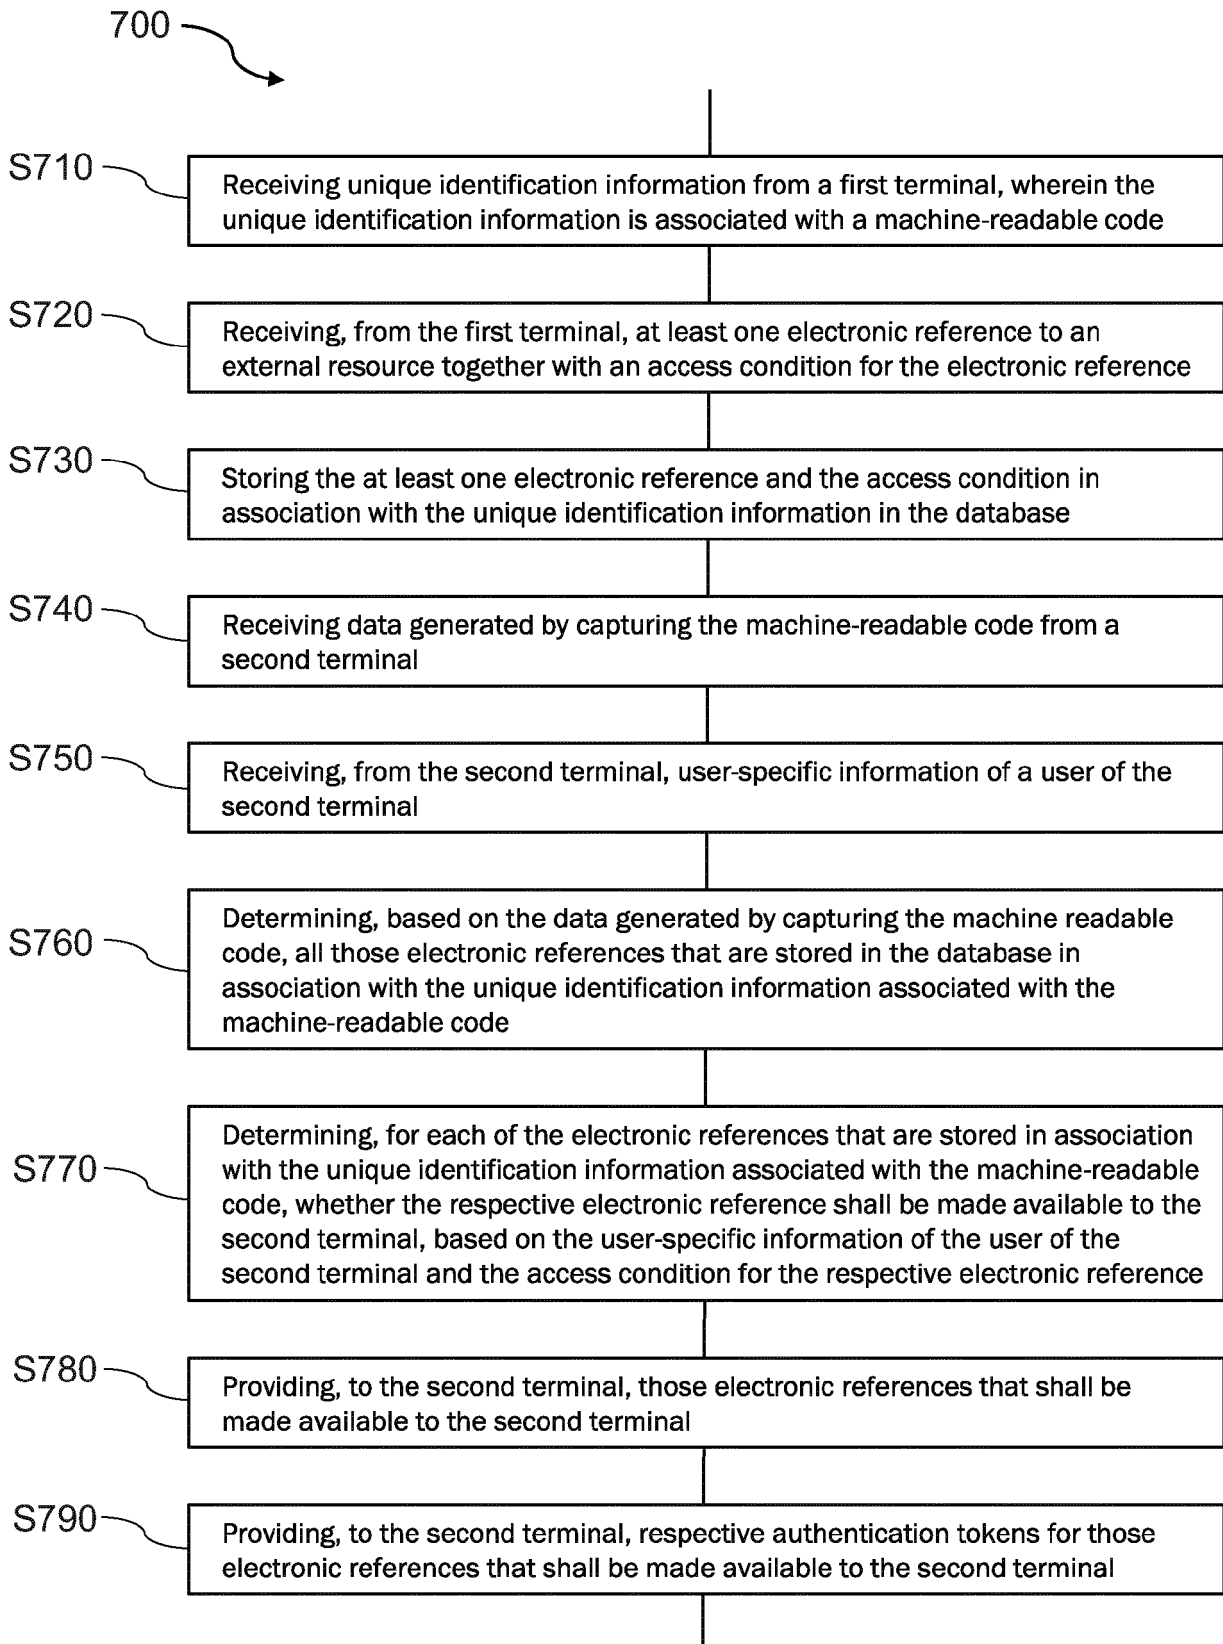 700
S710
Receiving unique identification information from a first terminal, wherein the
unique identification information is associated with a machine-readable code
S720
Receiving, from the first terminal, at least one electronic reference to an
external resource together with an access condition for the electronic reference
S730
Storing the at least one electronic reference and the access condition in
association with the unique identification information in the database
S740
Receiving data generated by capturing the machine-readable code from a
second terminal
S750
Receiving, from the second terminal, user-specific information of a user of the
second terminal
S760
Determining, based on the data generated by capturing the machine readable
code, all those electronic references that are stored in the database in
association with the unique identification information associated with the
machine-readable code
S770
Determining, for each of the electronic references that are stored in association
with the unique identification information associated with the machine-readable
code, whether the respective electronic reference shall be made available to the
second terminal, based on the user-specific information of the user of the
second terminal and the access condition for the respective electronic reference
S780
Providing, to the second terminal, those electronic references that shall be
made available to the second terminal
S790
Providing, to the second terminal, respective authentication tokens for those
electronic references that shall be made available to the second terminal